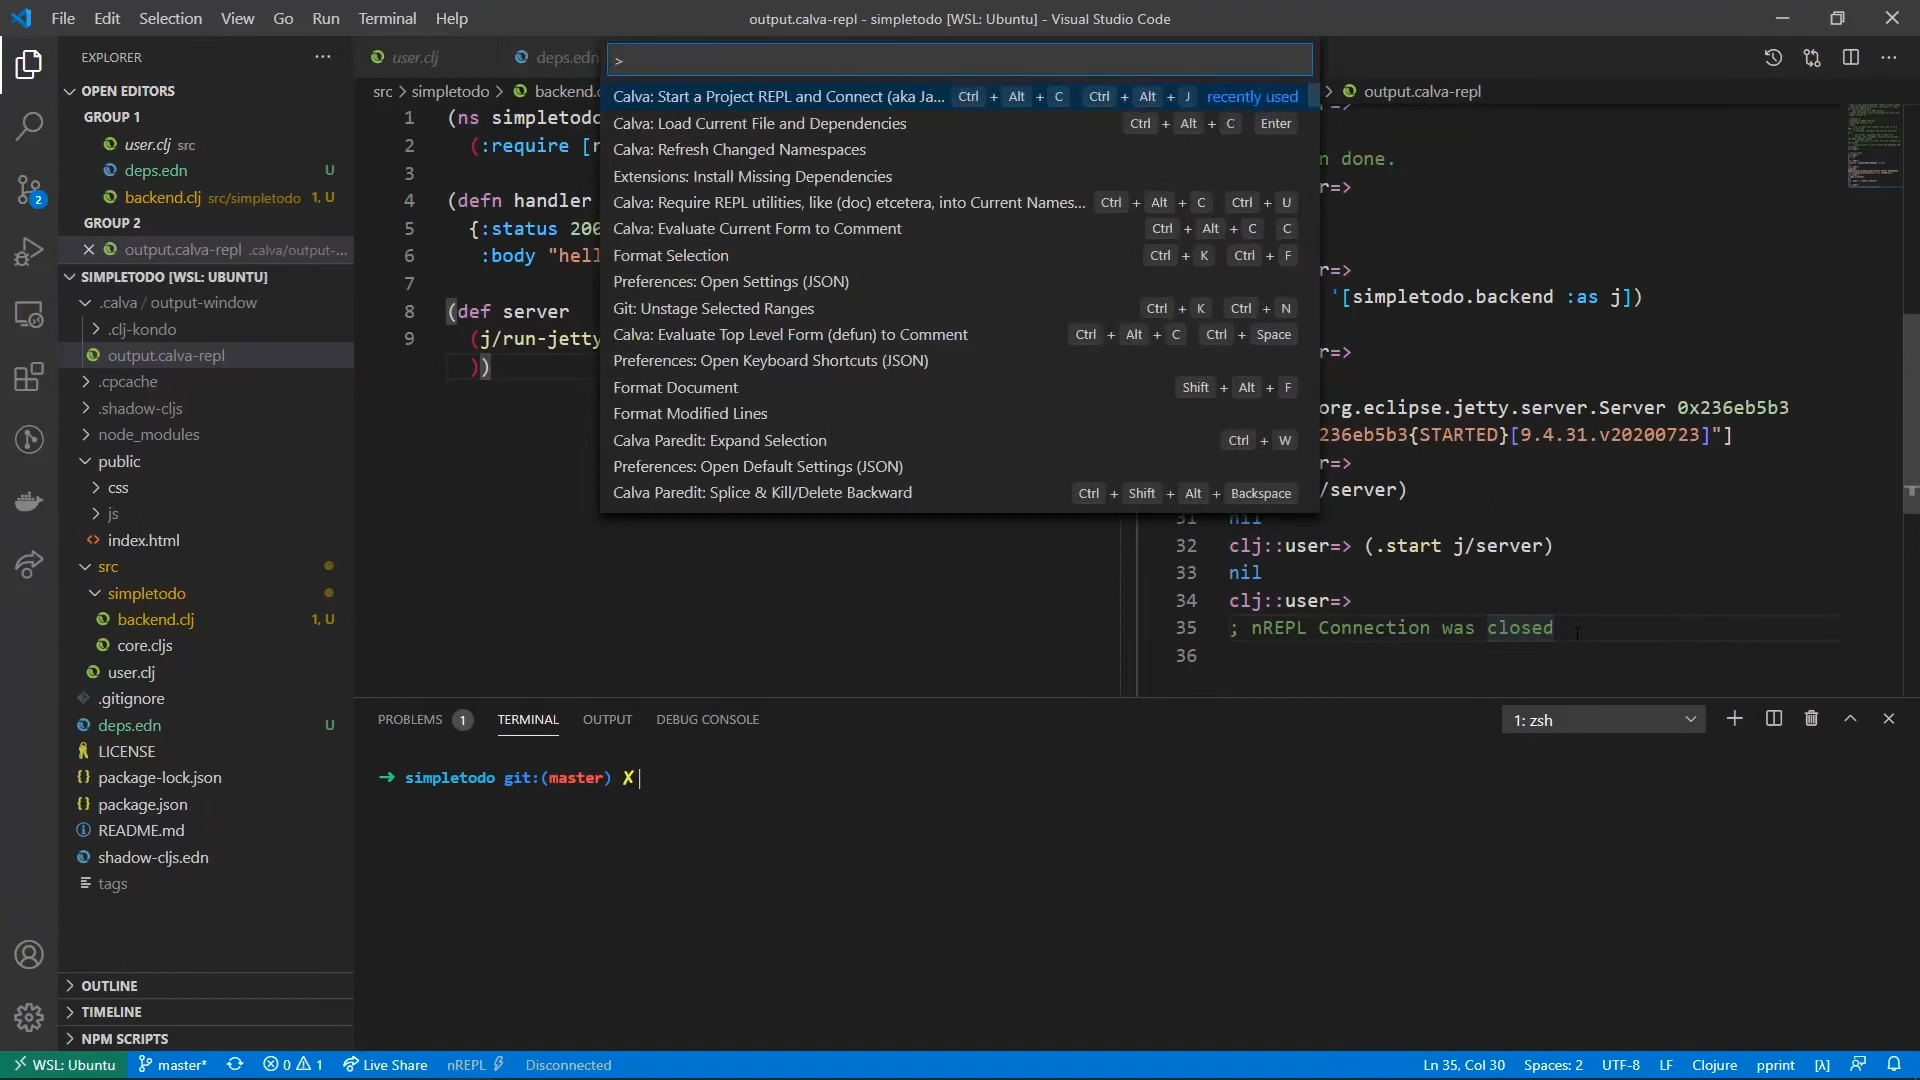 File Edit Selection View Go Run Terminal Help
output.calva-repl - simpletodo [WSL: Ubuntu] - Visual Studio Code
EXPLORER
OPEN EDITORS
GROUP 1
user.clj src
deps.edn U
backend.clj src/simpletodo 1, U
GROUP 2
output.calva-repl .calva/output-...
SIMPLETODO [WSL: UBUNTU]
.calva / output-window
.clj-kondo
output.calva-repl
.cpcache
.shadow-cljs
node_modules
public
css
js
index.html
src
simpletodo
backend.clj 1, U
core.cljs
user.clj
.gitignore
deps.edn U
LICENSE
package-lock.json
package.json
README.md
shadow-cljs.edn
tags
OUTLINE
TIMELINE
NPM SCRIPTS
user.clj
deps.edn
src > simpletodo > backend.c
1 (ns simpletodo
2 (:require [r
3
4 (defn handler
5 {:status 200
6 :body "hell
7
8 (def server
9 (j/run-jetty
))
>
Calva: Start a Project REPL and Connect (aka Ja... Ctrl + Alt + C Ctrl + Alt + J recently used
Calva: Load Current File and Dependencies Ctrl + Alt + C Enter
Calva: Refresh Changed Namespaces
Extensions: Install Missing Dependencies
Calva: Require REPL utilities, like (doc) etcetera, into Current Names... Ctrl + Alt + C Ctrl + U
Calva: Evaluate Current Form to Comment Ctrl + Alt + C C
Format Selection Ctrl + K Ctrl + F
Preferences: Open Settings (JSON)
Git: Unstage Selected Ranges Ctrl + K Ctrl + N
Calva: Evaluate Top Level Form (defun) to Comment Ctrl + Alt + C Ctrl + Space
Preferences: Open Keyboard Shortcuts (JSON)
Format Document Shift + Alt + F
Format Modified Lines
Calva Paredit: Expand Selection Ctrl + W
Preferences: Open Default Settings (JSON)
Calva Paredit: Splice & Kill/Delete Backward Ctrl + Shift + Alt + Backspace
> output.calva-repl
n done.
r=>
r=>
'[simpletodo.backend :as j])
r=>
org.eclipse.jetty.server.Server 0x236eb5b3
236eb5b3{STARTED}[9.4.31.v20200723]"]
r=>
/server)
31 nil
32 clj::user=> (.start j/server)
33 nil
34 clj::user=>
35 ; nREPL Connection was closed
36
PROBLEMS 1 TERMINAL OUTPUT DEBUG CONSOLE
1: zsh
➜ simpletodo git:(master) ✗
WSL: Ubuntu master* 0 1 Live Share nREPL Disconnected
Ln 35, Col 30 Spaces: 2 UTF-8 LF Clojure pprint [λ]
2